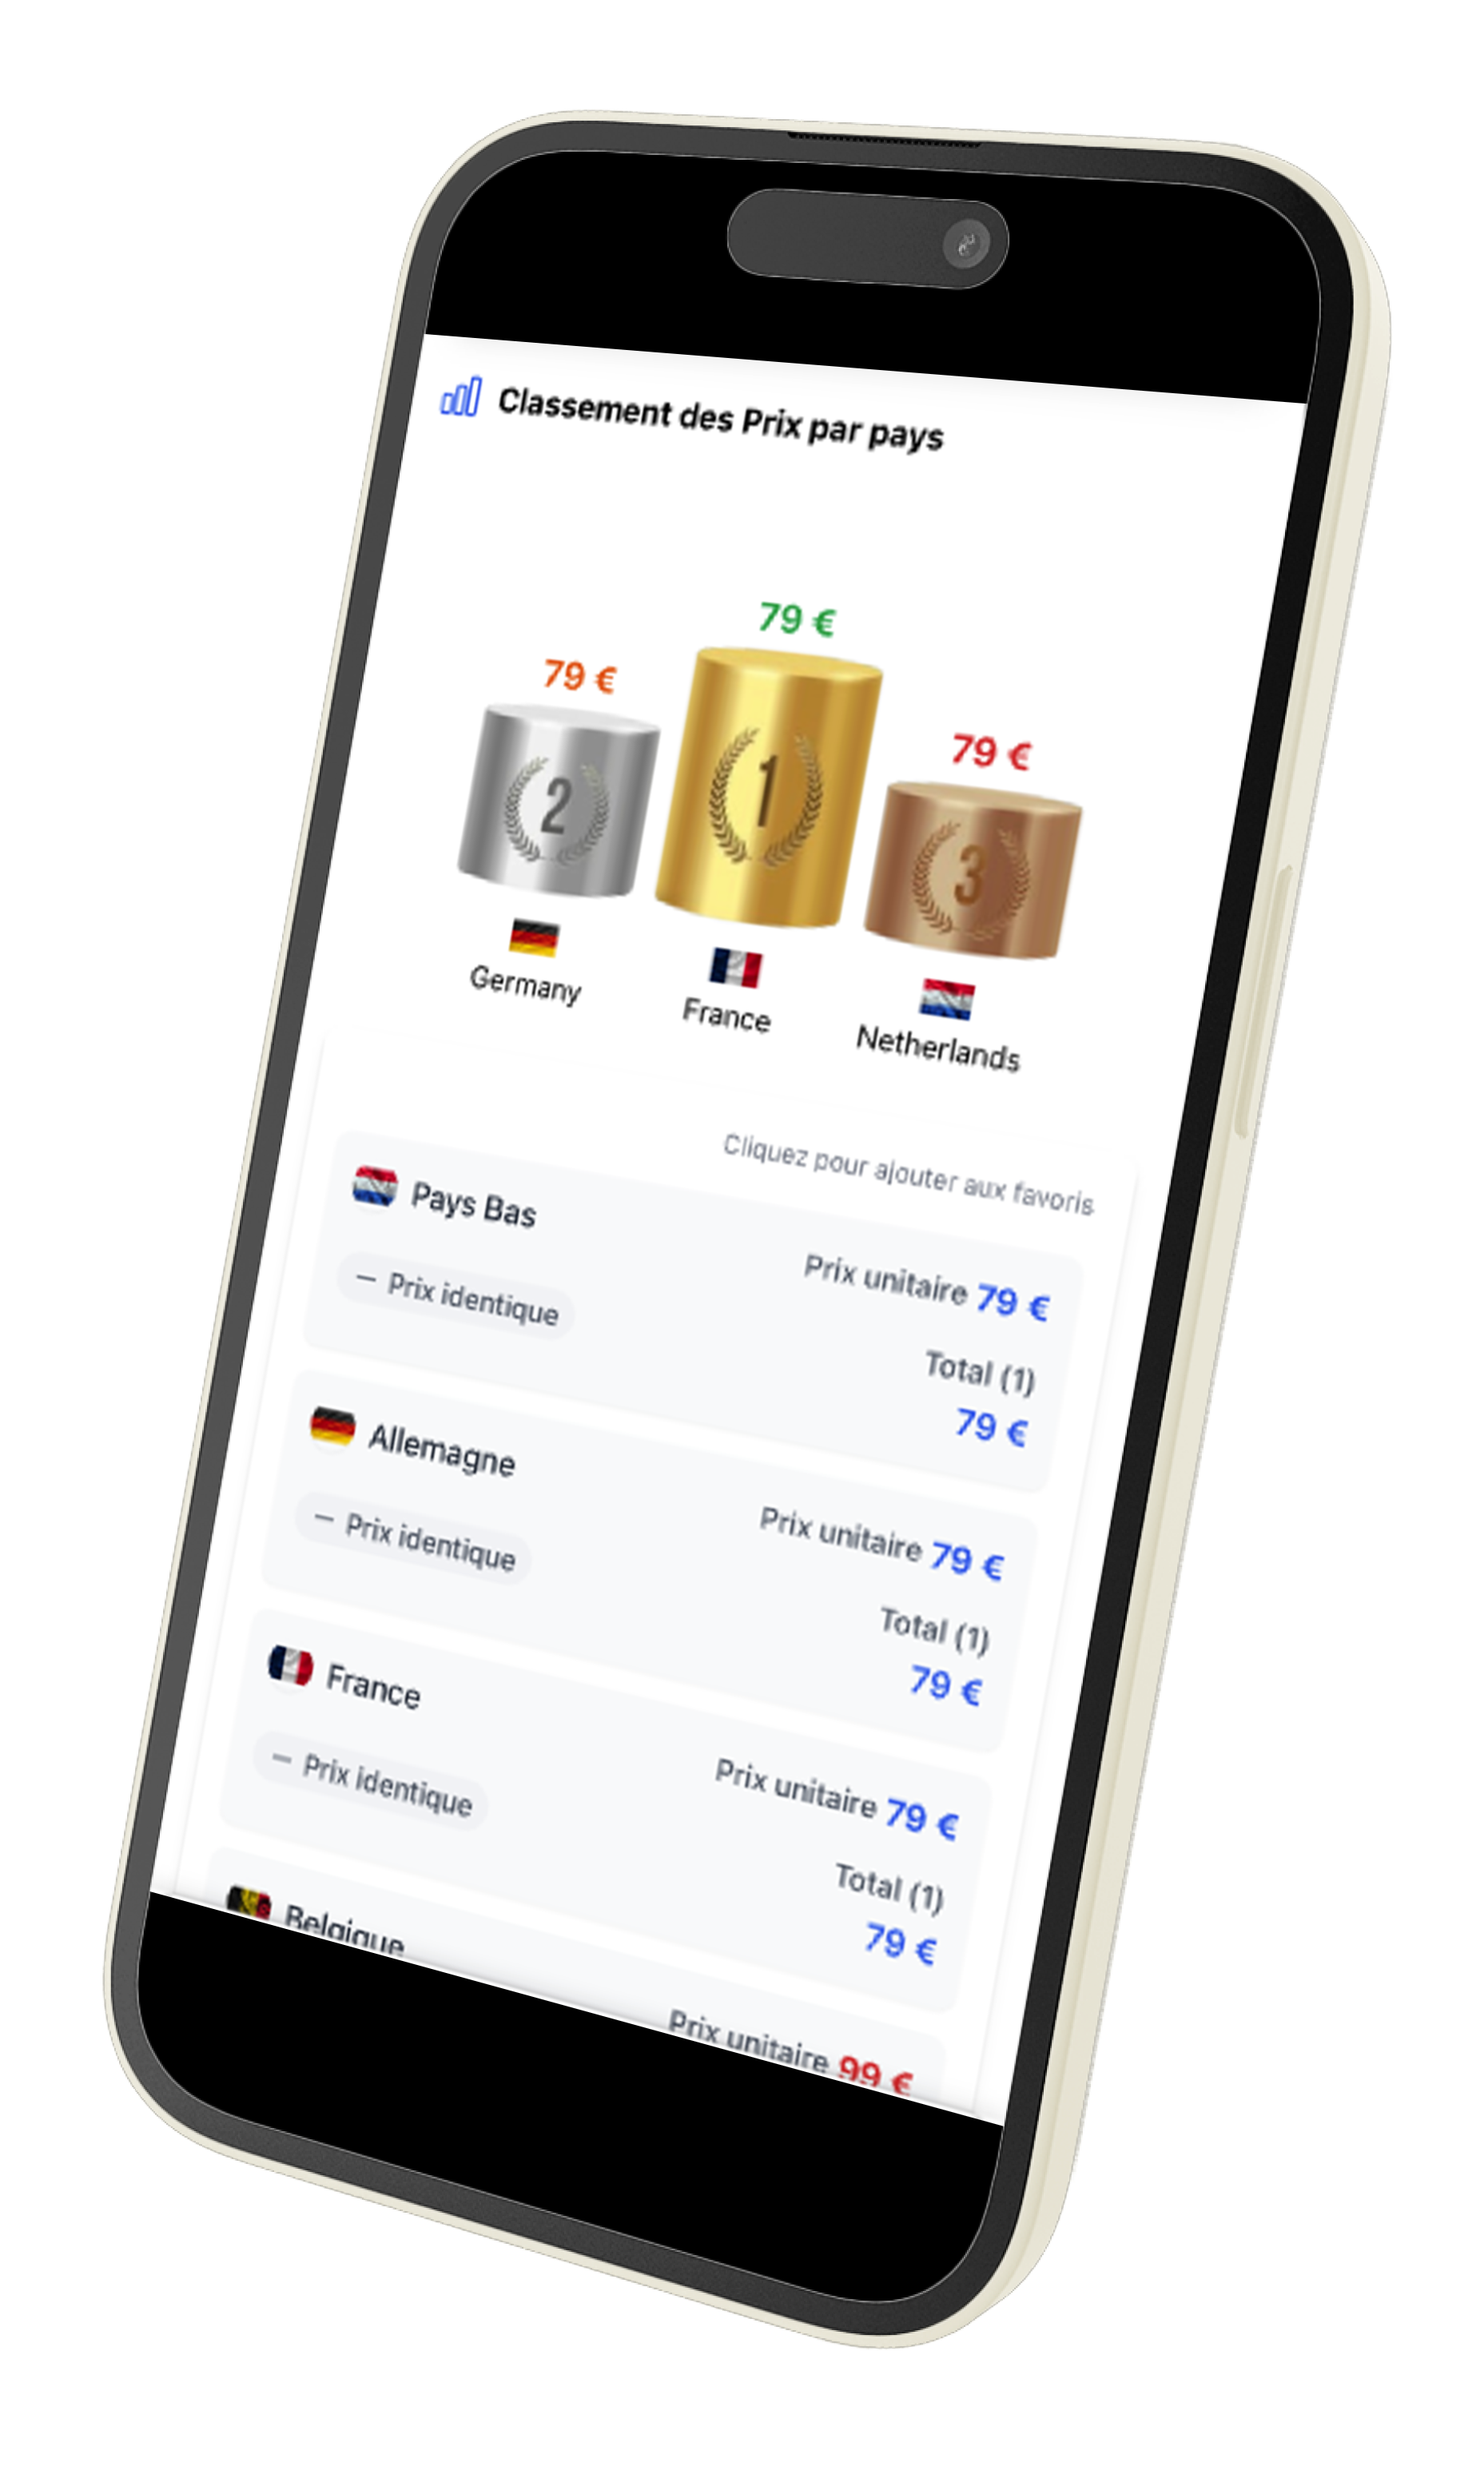 Classement des Prix par pays
79 €
79 €
79 €
2
1
3
Germany
France
Netherlands
Cliquez pour ajouter aux favoris
Pays Bas
Prix unitaire 79 €
— Prix identique
Total (1)
79 €
Allemagne
Prix unitaire 79 €
— Prix identique
Total (1)
79 €
France
Prix unitaire 79 €
— Prix identique
Total (1)
79 €
Belgique
Prix unitaire 99 €